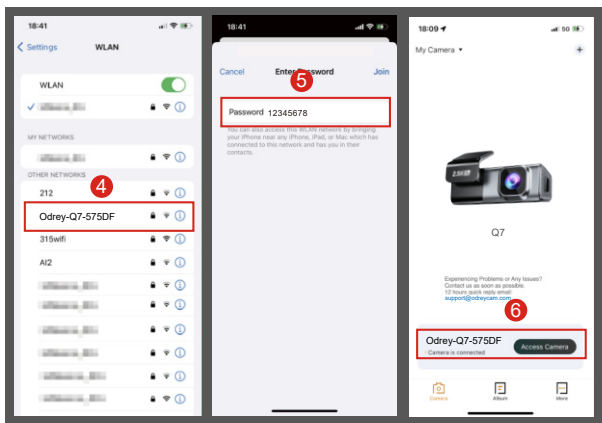 18:41
Settings
WLAN
WLAN
MY NETWORKS
OTHER NETWORKS
4
212
Odrey-Q7-575DF
315wifi
AI2
18:41
Cancel
Enter Password
Join
5
Password 12345678
You can also access this WLAN network by bringing
your iPhone near any iPhone, iPad, or Mac which has
connected to this network and has you in their
contacts.
18:09
5G 90
My Camera
+
2.5K
Q7
Experiencing Problems or Any Issues?
Contact us as soon as possible.
12 hours quick reply email:
support@odreycam.com
6
Odrey-Q7-575DF
Camera is connected
Access Camera
Camera
Album
More